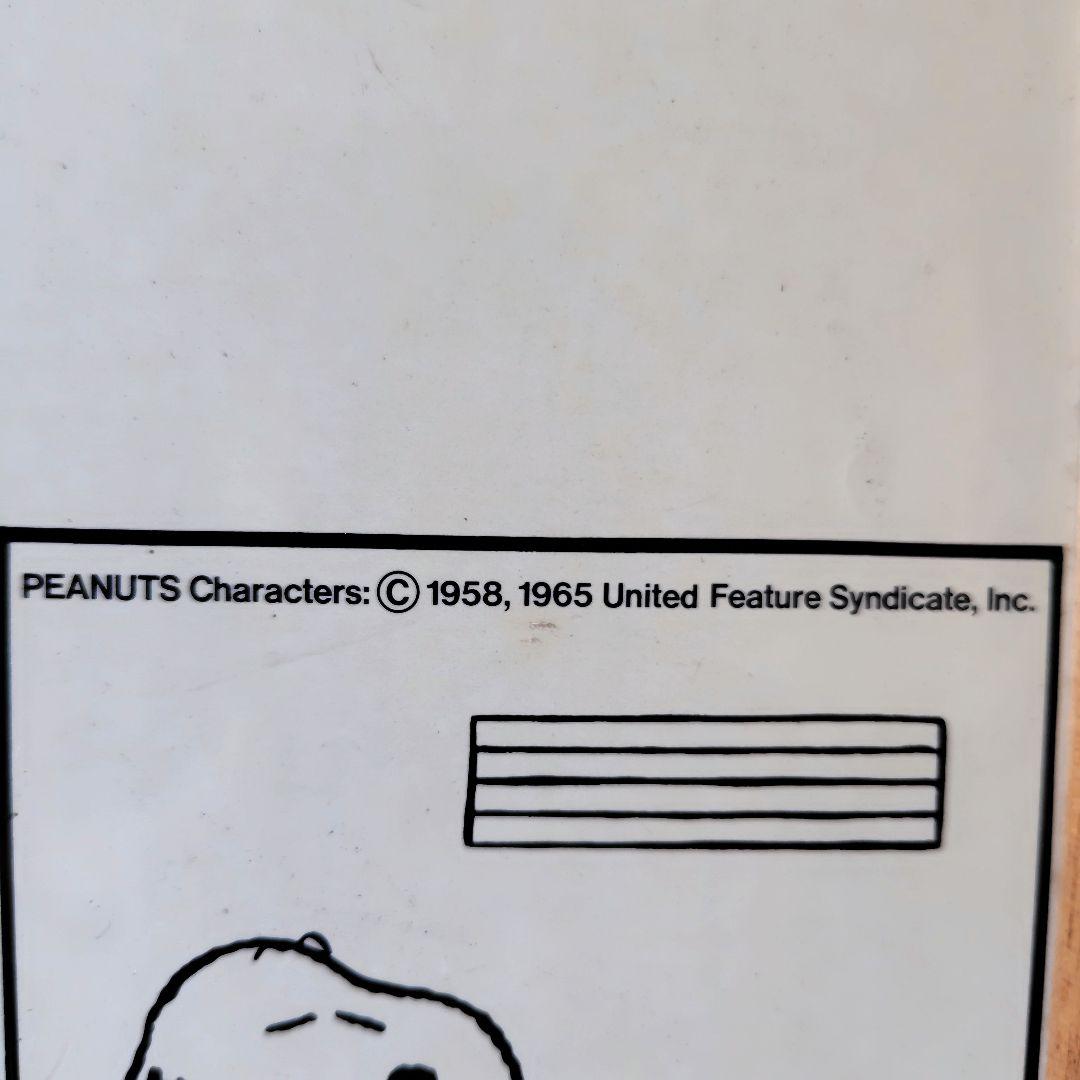 PEANUTS Characters: © 1958, 1965 United Feature Syndicate, Inc.